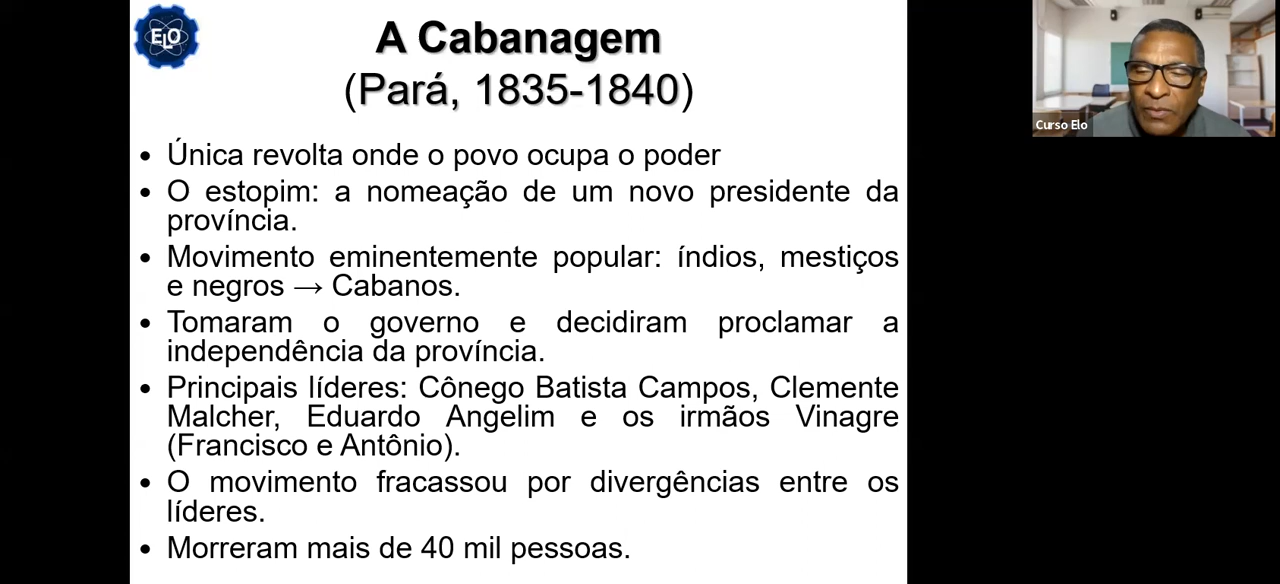 ELO
A Cabanagem
(Pará, 1835-1840)
• Única revolta onde o povo ocupa o poder
• O estopim: a nomeação de um novo presidente da
província.
• Movimento eminentemente popular: índios, mestiços
e negros → Cabanos.
• Tomaram o governo e decidiram proclamar a
independência da província.
• Principais líderes: Cônego Batista Campos, Clemente
Malcher, Eduardo Angelim e os irmãos Vinagre
(Francisco e Antônio).
• O movimento fracassou por divergências entre os
líderes.
• Morreram mais de 40 mil pessoas.
Curso Elo